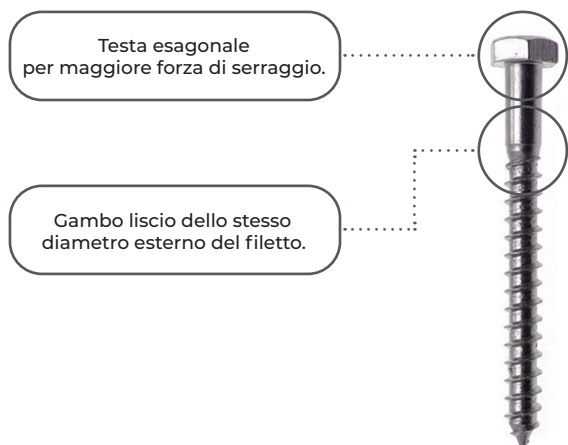 Testa esagonale
per maggiore forza di serraggio.
Gambo liscio dello stesso
diametro esterno del filetto.